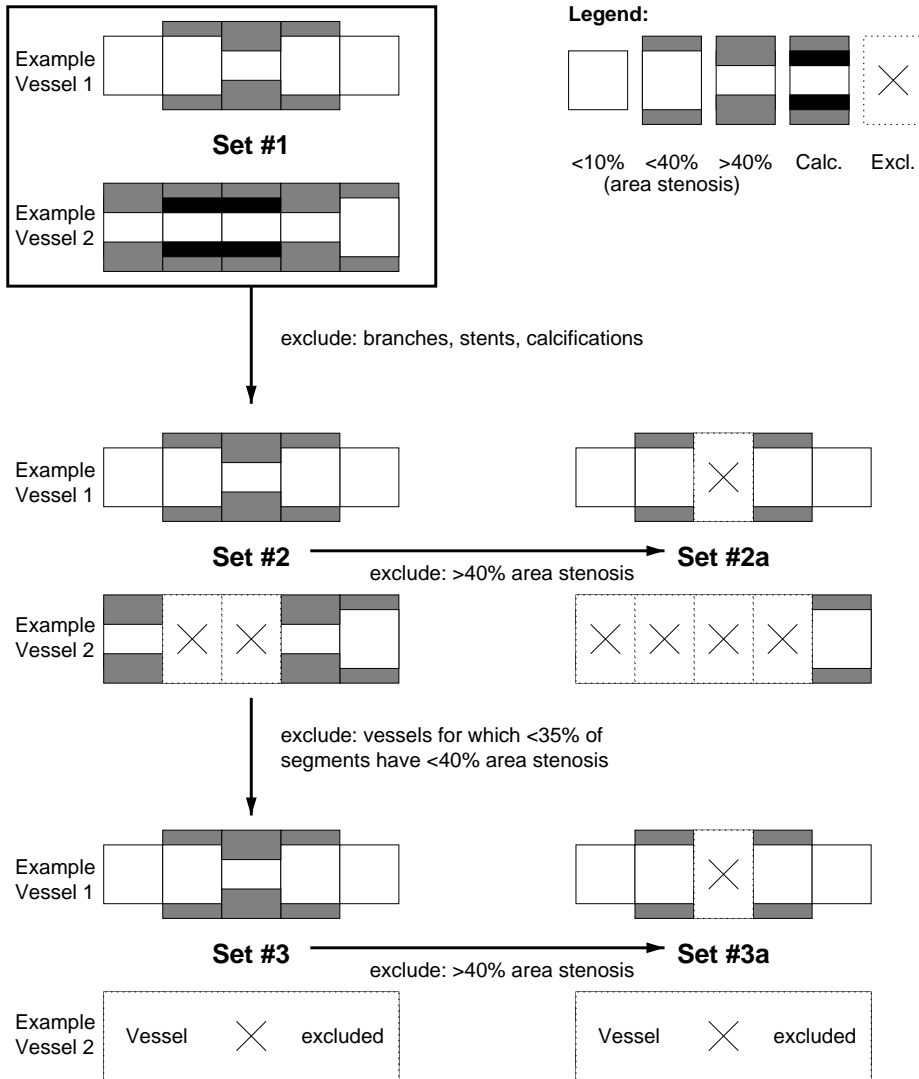 Legend:
Example
Vessel 1
Set #1
<10% <40% >40% Calc. Excl.
(area stenosis)
Example
Vessel 2
exclude: branches, stents, calcifications
Example
Vessel 1
Set #2
Set #2a
exclude: >40% area stenosis
Example
Vessel 2
exclude: vessels for which <35% of
segments have <40% area stenosis
Example
Vessel 1
Set #3
Set #3a
exclude: >40% area stenosis
Example
Vessel 2
Vessel excluded
Vessel excluded